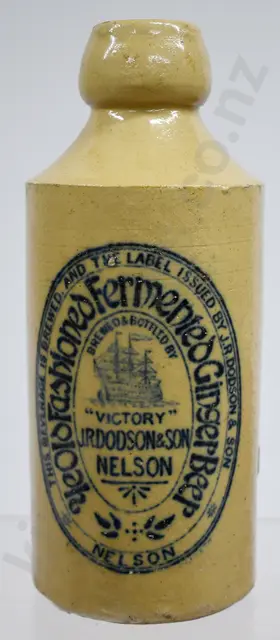 THIS BEVERAGE IS BREWED AND THE LABEL ISSUED BY J.R.DODSON & SON
NELSON
Ye Old Fashioned Fermented Ginger Beer
BREWED & BOTTLED BY
"VICTORY"
J.R.DODSON & SON
NELSON